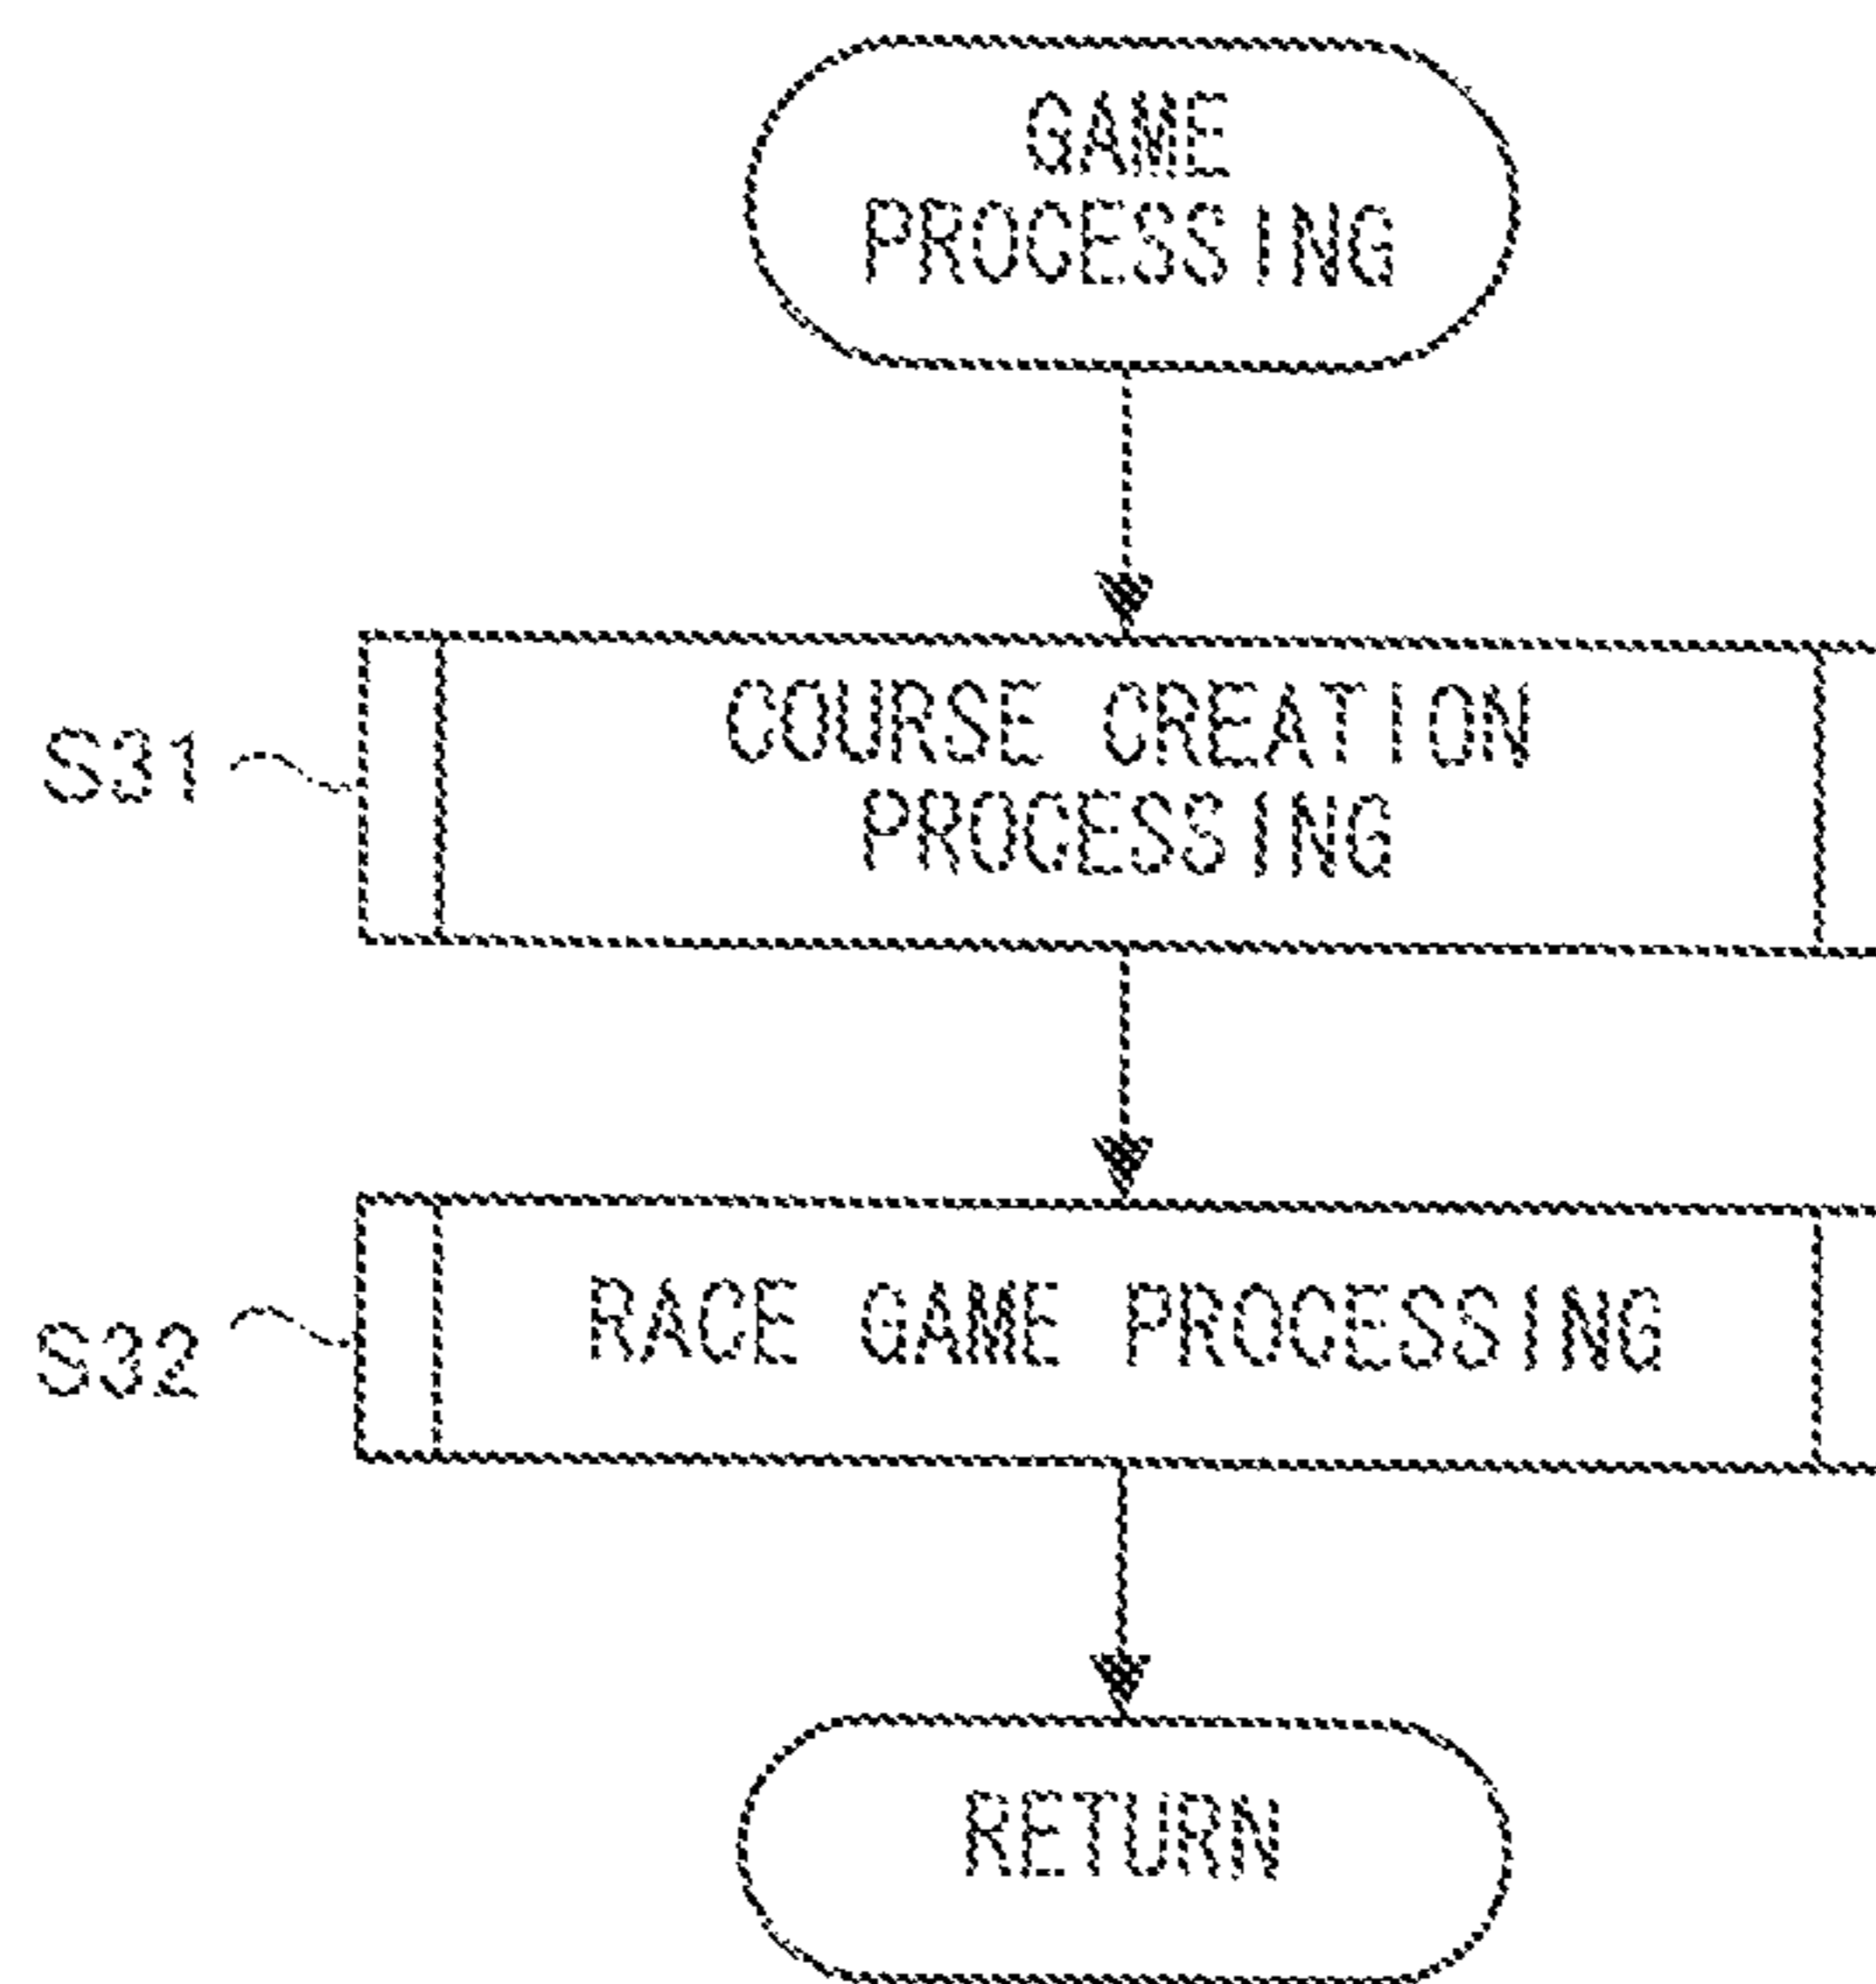 GAME
PROCESSING
S31
COURSE CREATION
PROCESSING
S32
RACE GAME PROCESSING
RETURN